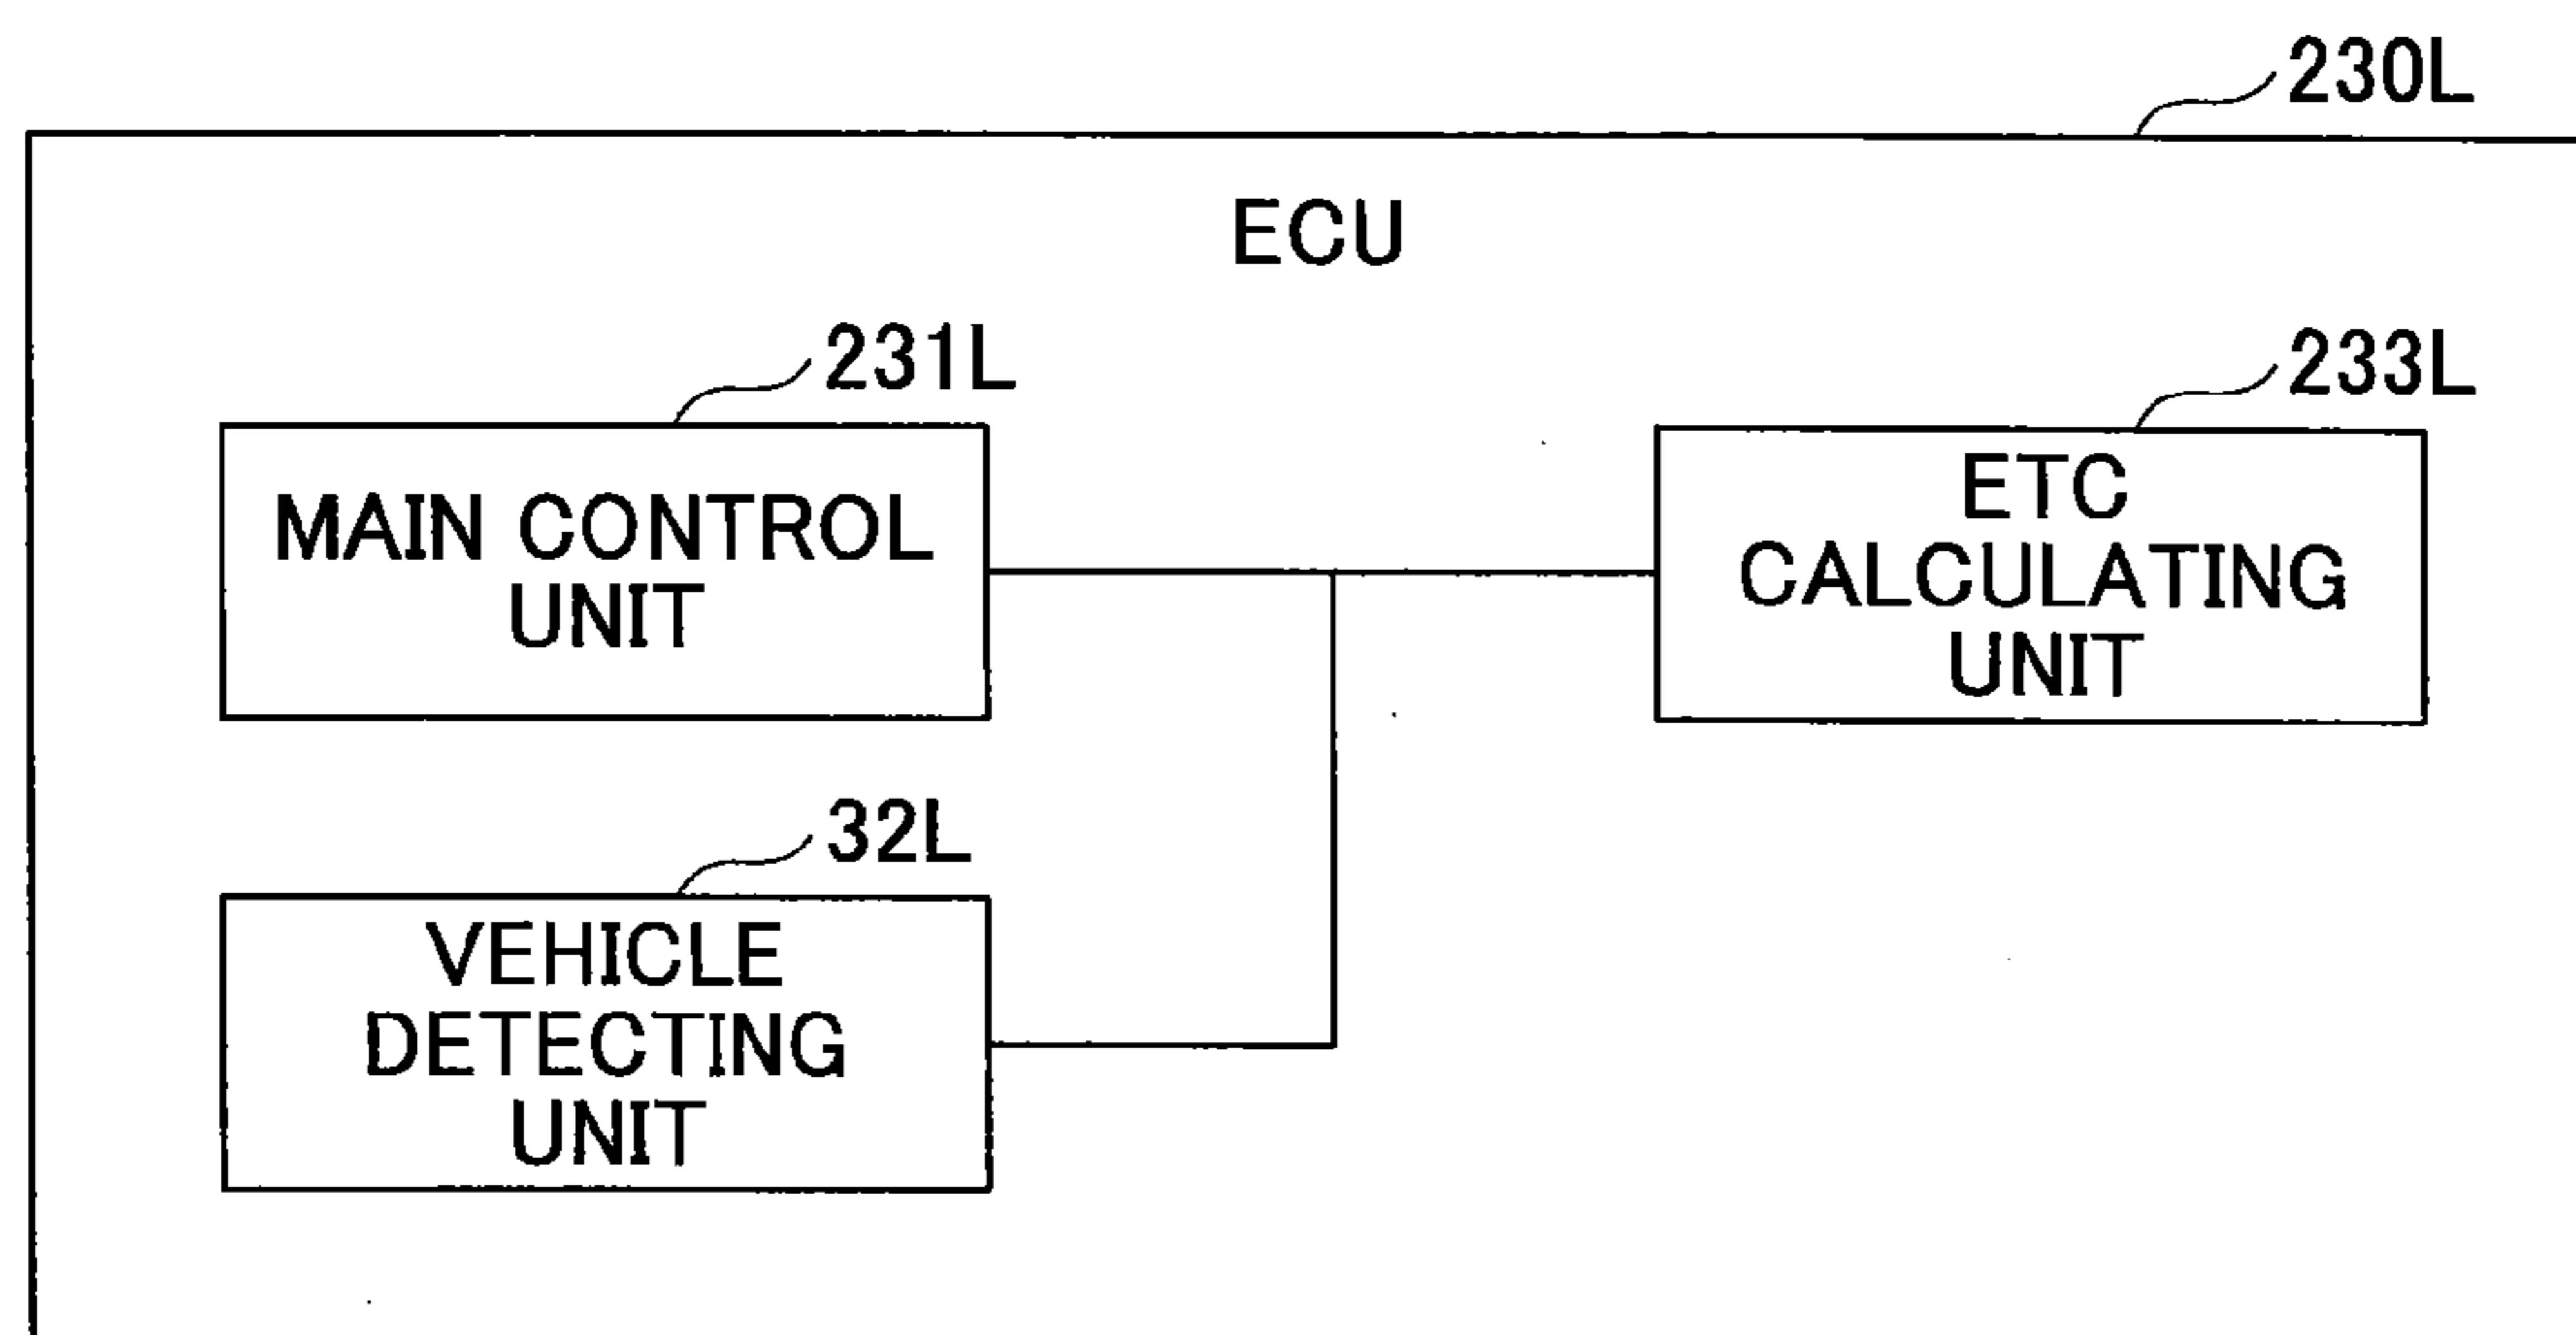 230L
ECU
231L
233L
MAIN CONTROL
UNIT
ETC
CALCULATING
UNIT
32L
VEHICLE
DETECTING
UNIT